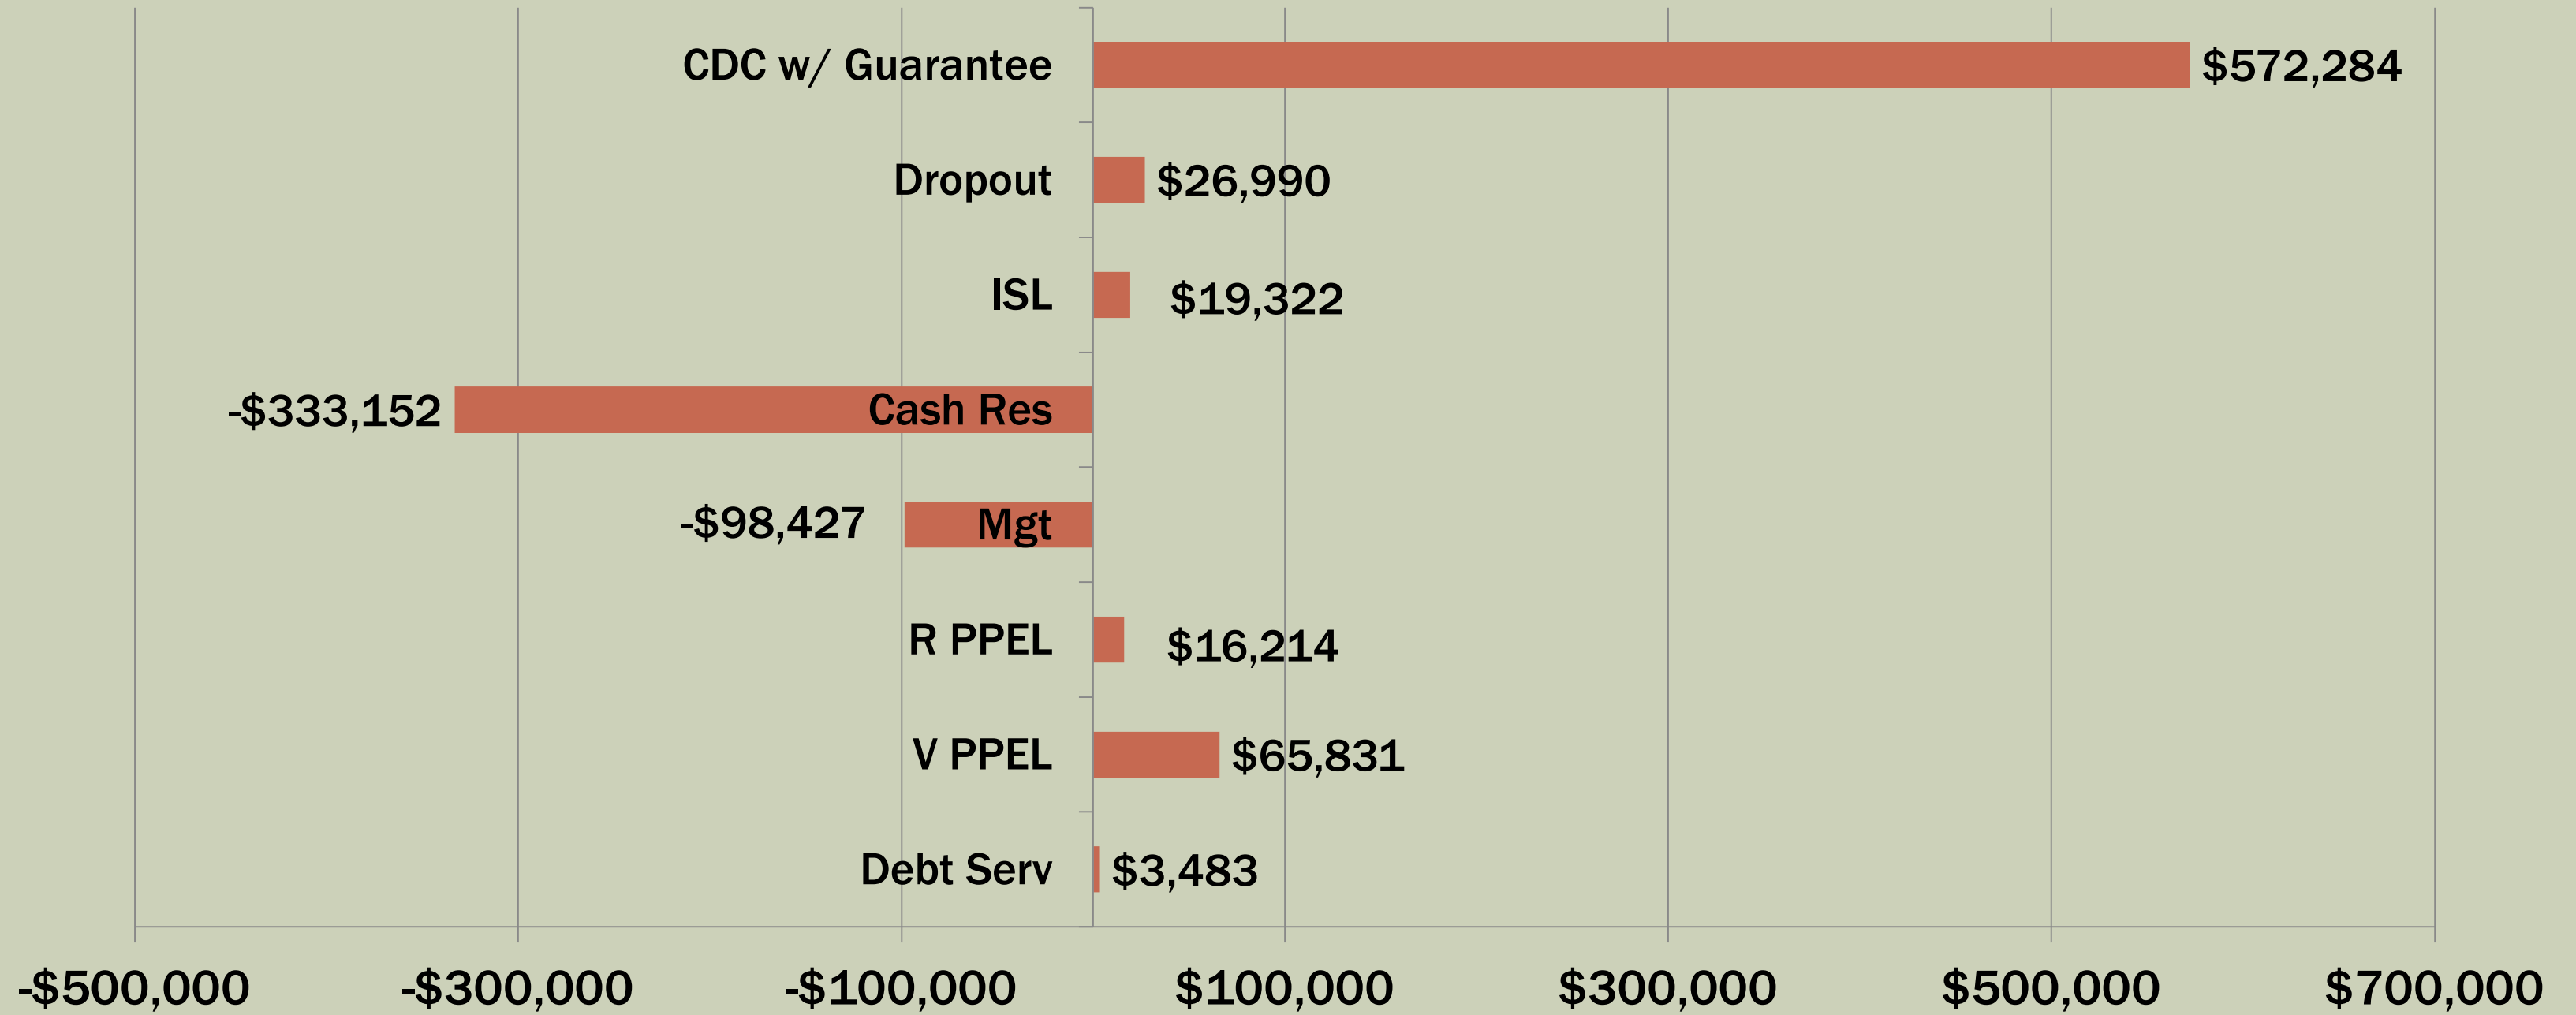 CDC w/ Guarantee $572,284
Dropout $26,990
ISL $19,322
-$333,152 Cash Res
-$98,427 Mgt
R PPEL $16,214
V PPEL $65,831
Debt Serv $3,483
-$500,000 -$300,000 -$100,000 $100,000 $300,000 $500,000 $700,000